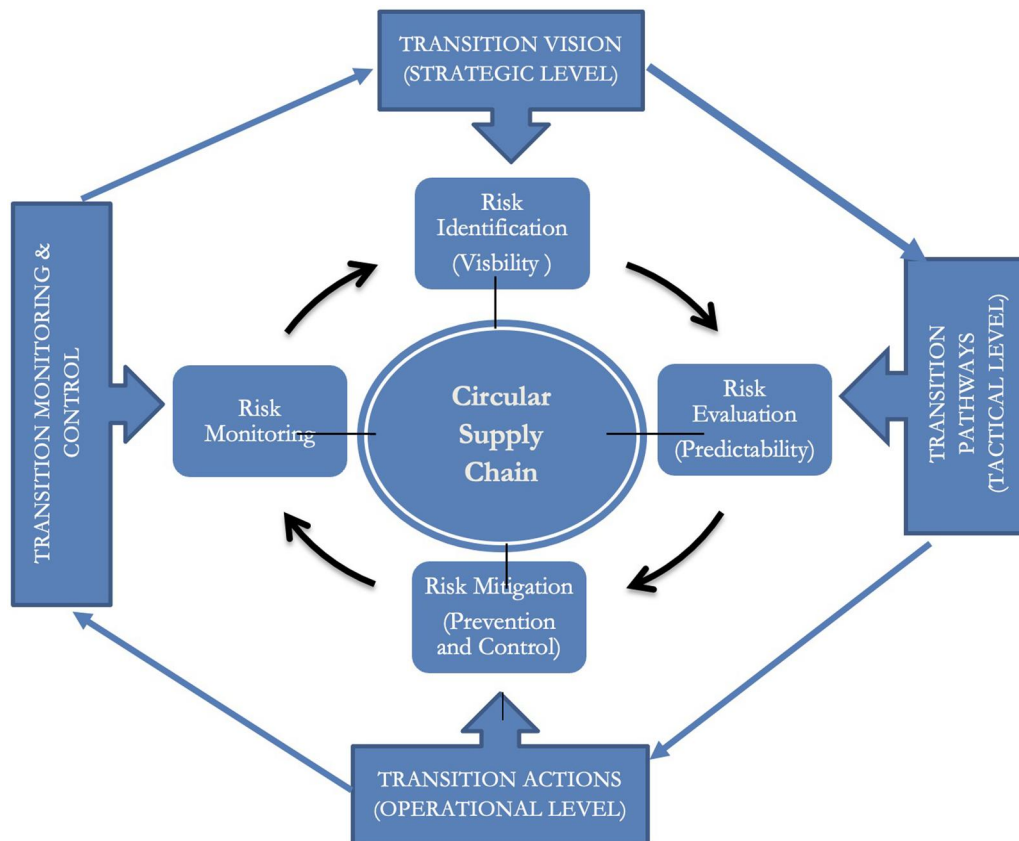 TRANSITION VISION
(STRATEGIC LEVEL)
Risk
Identification
(Visbility )
TRANSITION MONITORING &
CONTROL
Risk
Monitoring
Circular
Supply
Chain
Risk
Evaluation
(Predictability)
TRANSITION
PATHWAYS
(TACTICAL LEVEL)
Risk Mitigation
(Prevention
and Control)
TRANSITION ACTIONS
(OPERATIONAL LEVEL)